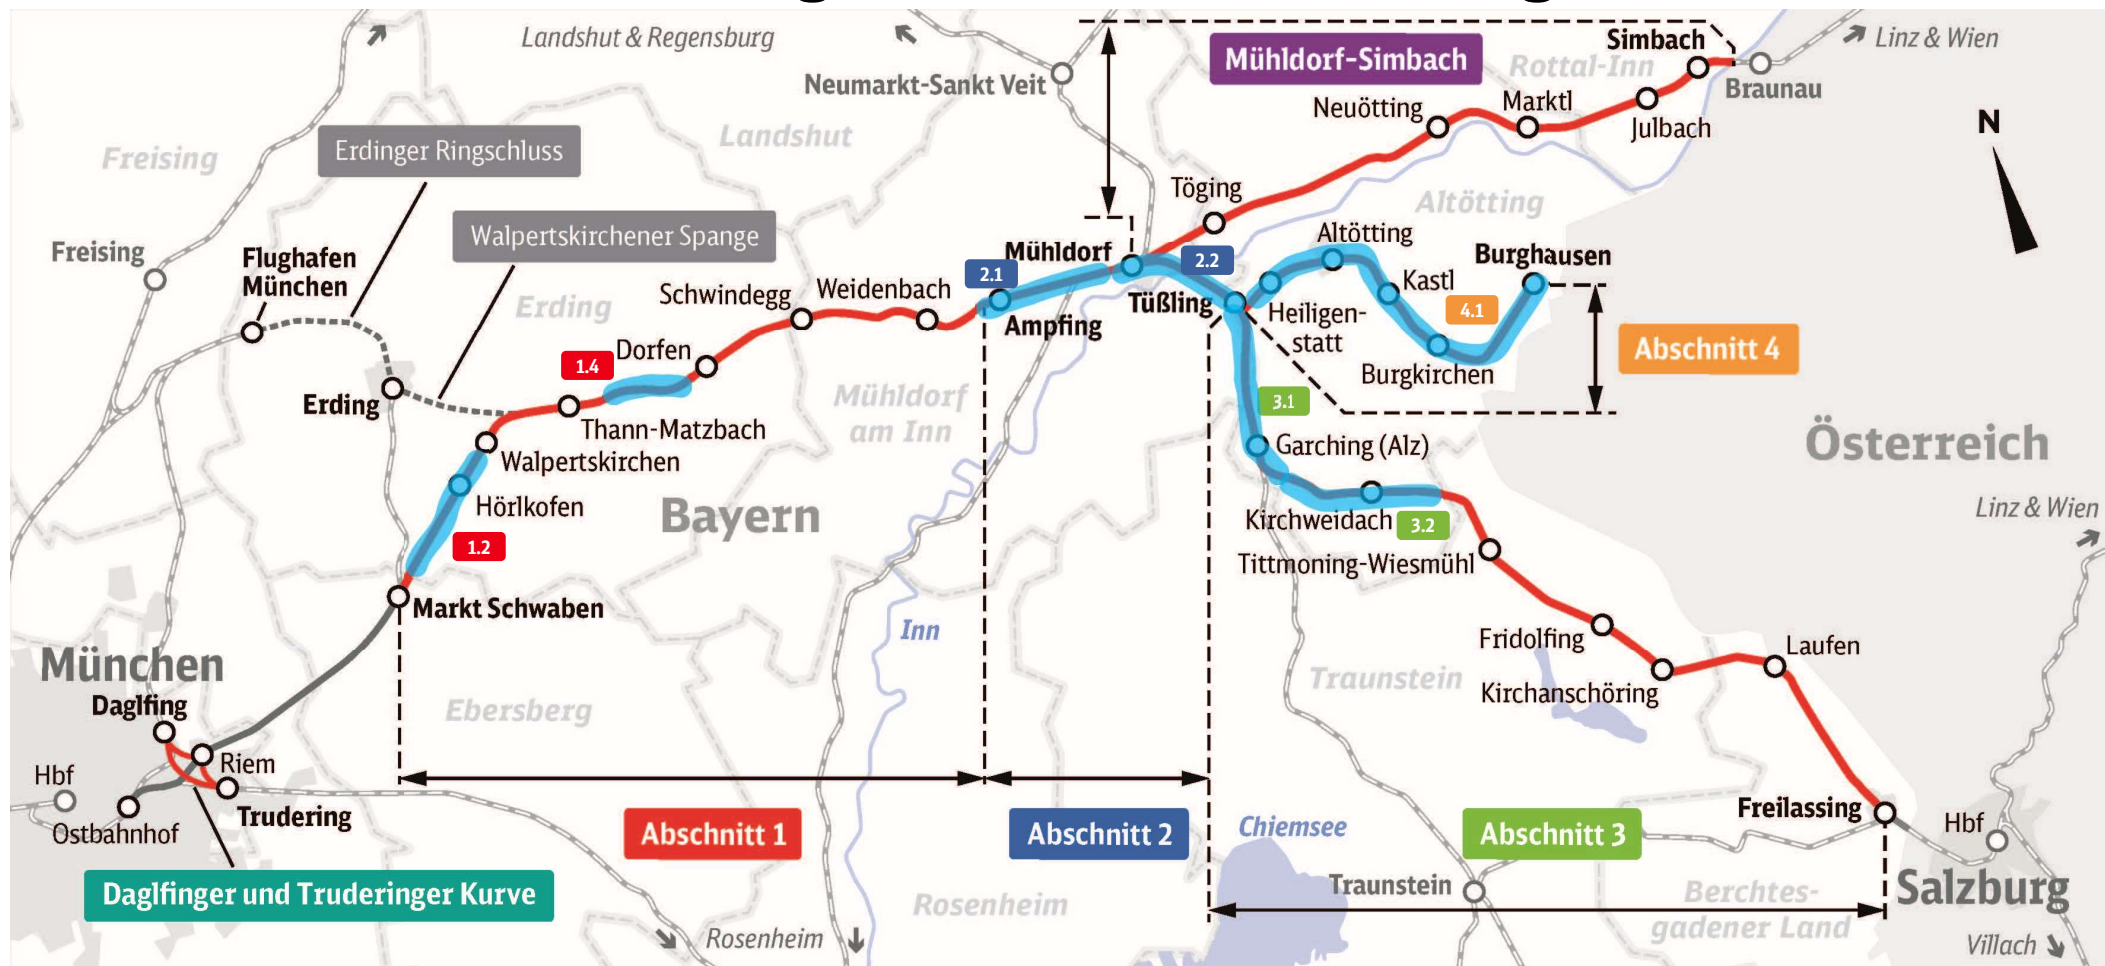 Landshut & Regensburg
Neumarkt-Sankt Veit
Mühldorf-Simbach
Simbach
Linz & Wien
Braunau
Rottal-Inn
Neuötting
Marktl
Julbach
N
Freising
Erdinger Ringschluss
Landshut
Töging
Altötting
Walpertskirchener Spange
Freising
Flughafen
München
Erding
Schwindegg
Weidenbach
2.1
Mühldorf
2.2
Ampfing
Tüßling
Altötting
Heiligen-
statt
Kastl
Burghausen
4.1
Burgkirchen
Abschnitt 4
1.4
Dorfen
Erding
Thann-Matzbach
Mühldorf
am Inn
3.1
Walpertskirchen
Hörlkofen
1.2
Bayern
Garching (Alz)
Österreich
Kirchweidach
3.2
Linz & Wien
Tittmoning-Wiesmühl
Markt Schwaben
Inn
Fridolfing
Laufen
München
Daglfing
Ebersberg
Traunstein
Kirchanschöring
Hbf
Riem
Ostbahnhof
Trudering
Abschnitt 1
Abschnitt 2
Chiemsee
Abschnitt 3
Freilassing
Hbf
Daglfinger und Truderinger Kurve
Rosenheim
Rosenheim
Traunstein
Berchtes-
gadener Land
Salzburg
Villach